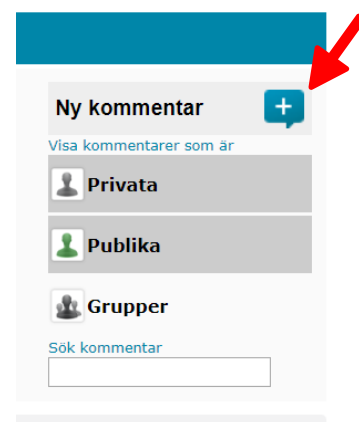 Ny kommentar
Visa kommentarer som är
Privata
Publika
Grupper
Sök kommentar